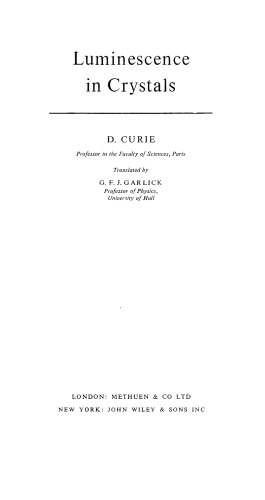 Luminescence
in Crystals
D. CURIE
Professor in the Faculty of Sciences, Paris
Translated by
G. F. J. GARLICK
Professor of Physics,
University of Hull
LONDON: METHUEN & CO LTD
NEW YORK: JOHN WILEY & SONS INC